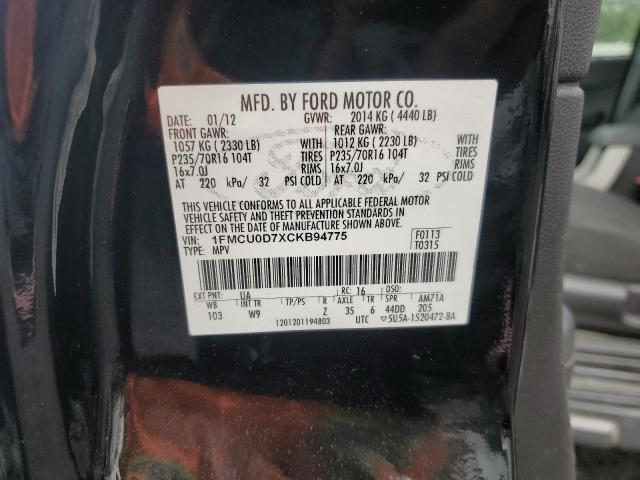 MFD. BY FORD MOTOR CO.
DATE: 01/12 GVWR: 2014 KG ( 4440 LB)
FRONT GAWR: REAR GAWR:
1057 KG ( 2330 LB) WITH 1012 KG ( 2230 LB) WITH
P235/70R16 104T TIRES P235/70R16 104T TIRES
16x7.0J RIMS 16x7.0J RIMS
AT 220 kPa/ 32 PSI COLD AT 220 kPa/ 32 PSI COLD
THIS VEHICLE CONFORMS TO ALL APPLICABLE FEDERAL MOTOR
VEHICLE SAFETY AND THEFT PREVENTION STANDARDS IN
EFFECT ON THE DATE OF MANUFACTURE SHOWN ABOVE.
VIN: 1FMCU0D7XCKB94775 F0113
TYPE: MPV T0315
EXT PNT: UA RC: 16 DSO:
WB INT TR TP/PS R AXLE TR SPR AM71A
103 W9 Z 35 6 44DD 205
1201201194803 UTC ▽5U5A-1520472-BA